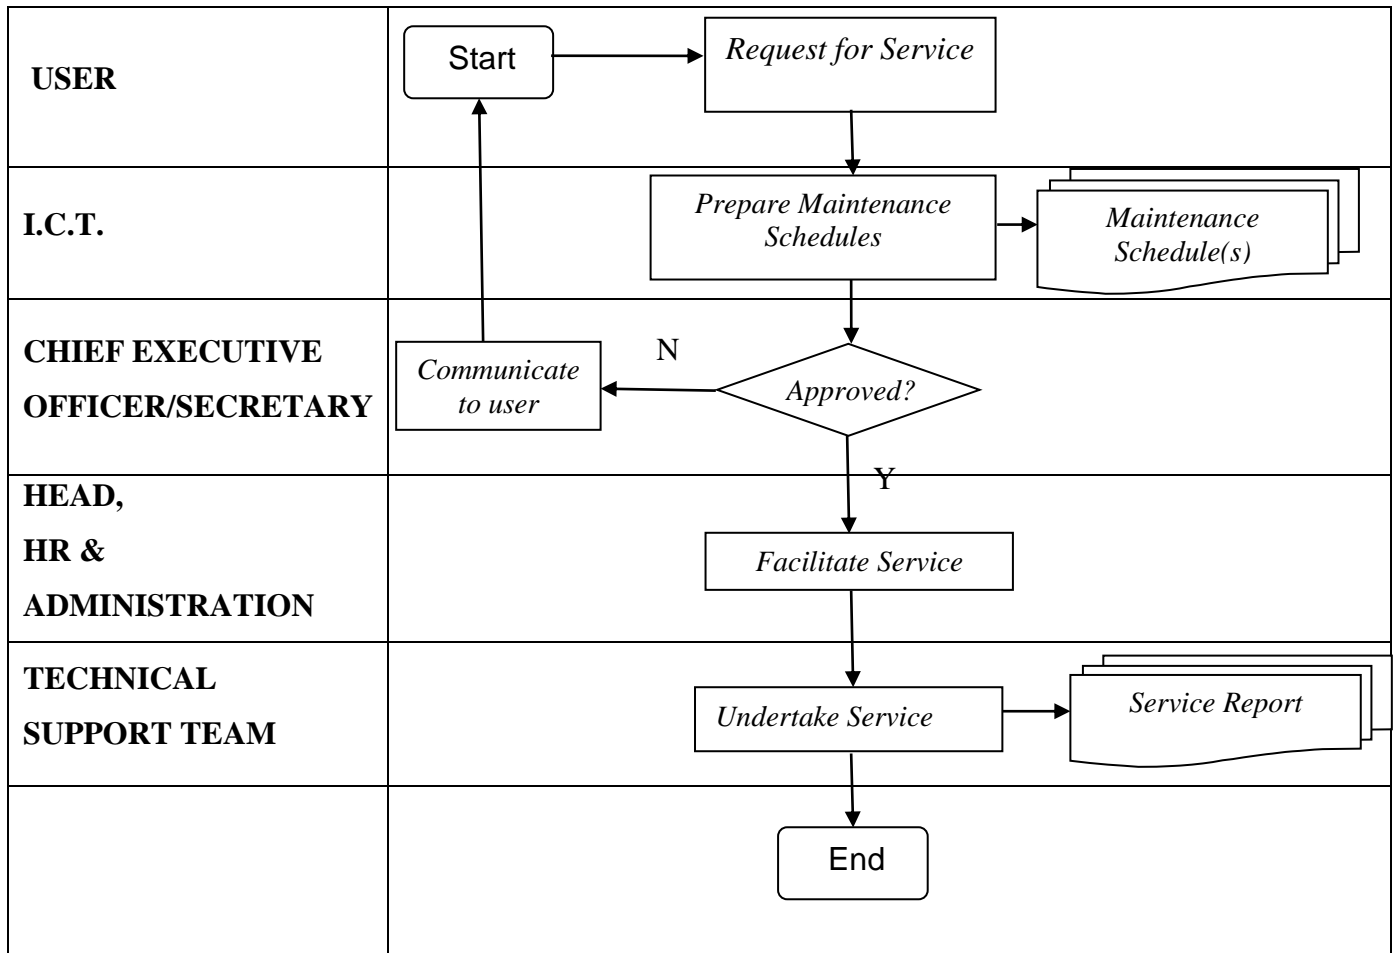 USER
Start
Request for Service
I.C.T.
Prepare Maintenance
Schedules
Maintenance
Schedule(s)
CHIEF EXECUTIVE
OFFICER/SECRETARY
Communicate
to user
N
Approved?
Y
HEAD,
HR &
ADMINISTRATION
Facilitate Service
TECHNICAL
SUPPORT TEAM
Undertake Service
Service Report
End